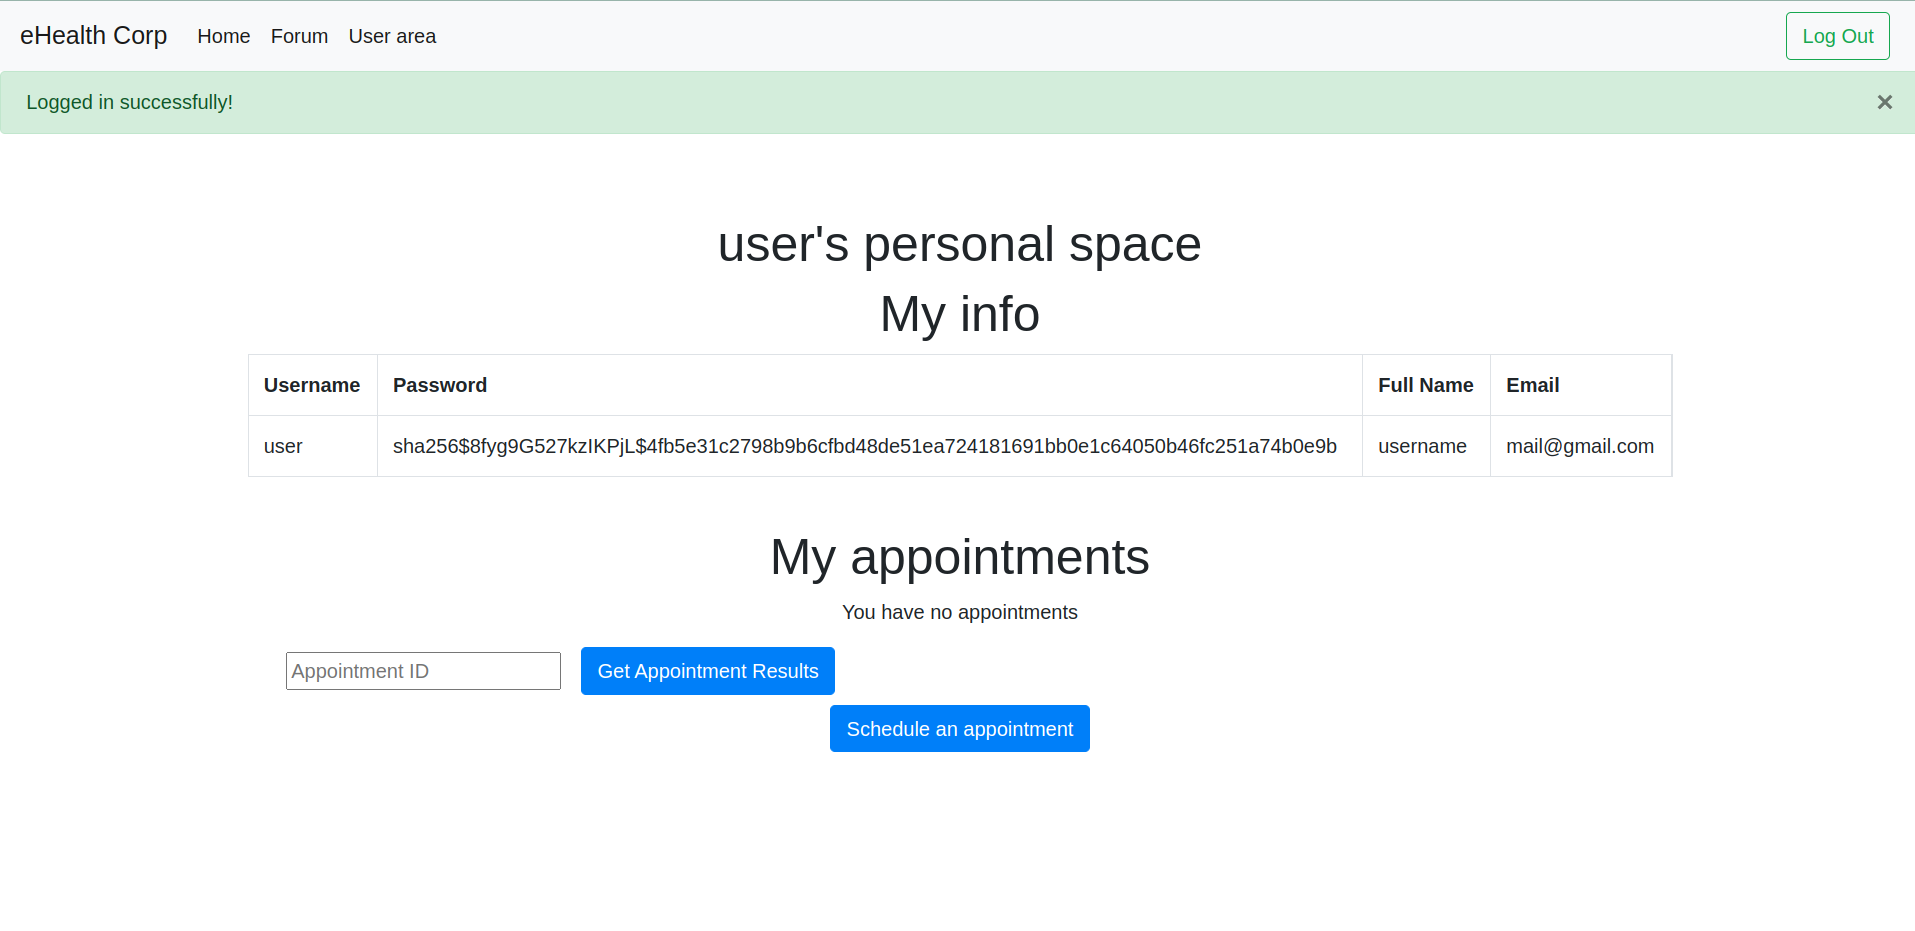 eHealth Corp Home Forum User area Log Out
Logged in successfully! ×
user's personal space
My info
Username Password Full Name Email
user sha256$8fyg9G527kzIKPjL$4fb5e31c2798b9b6cfbd48de51ea724181691bb0e1c64050b46fc251a74b0e9b username mail@gmail.com
My appointments
You have no appointments
Appointment ID Get Appointment Results
Schedule an appointment